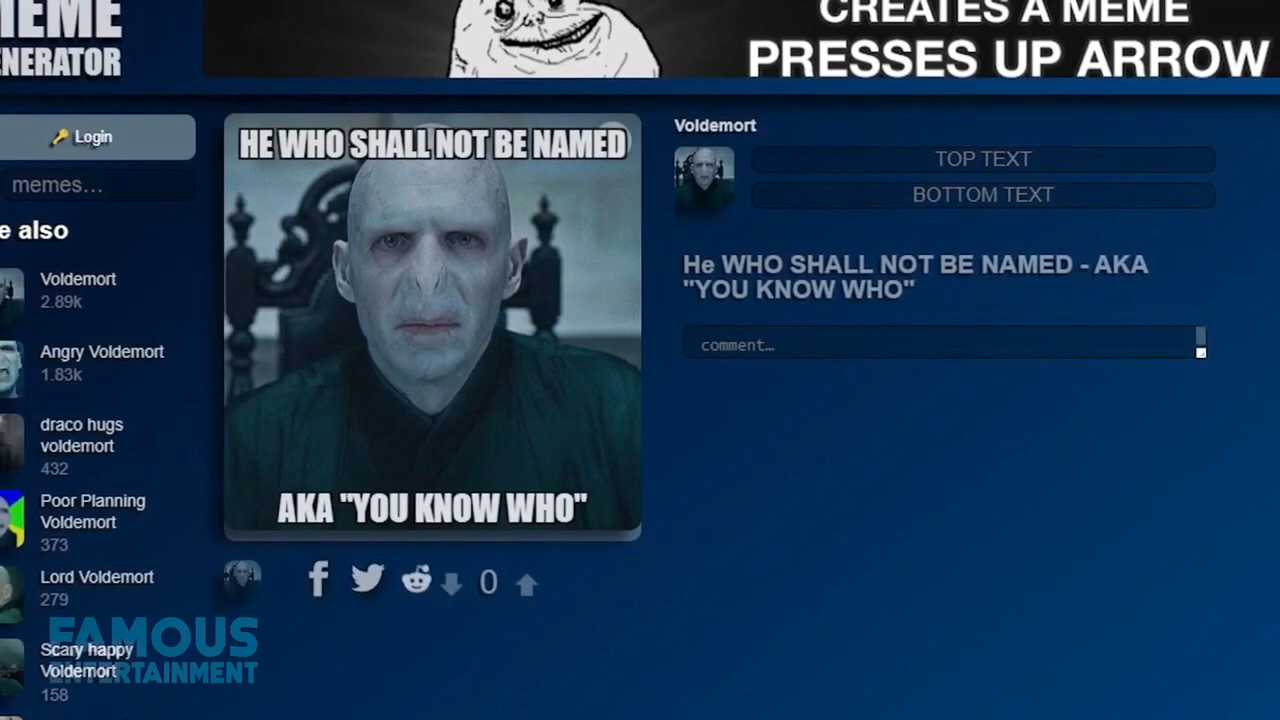 MEME
GENERATOR
CREATES A MEME
PRESSES UP ARROW
Login
memes…
e also
Voldemort
2.89k
Angry Voldemort
1.83k
draco hugs
voldemort
432
Poor Planning
Voldemort
373
Lord Voldemort
279
Scary happy
Voldemort
158
FAMOUS
ENTERTAINMENT
HE WHO SHALL NOT BE NAMED
AKA "YOU KNOW WHO"
0
Voldemort
TOP TEXT
BOTTOM TEXT
He WHO SHALL NOT BE NAMED - AKA
"YOU KNOW WHO"
comment…